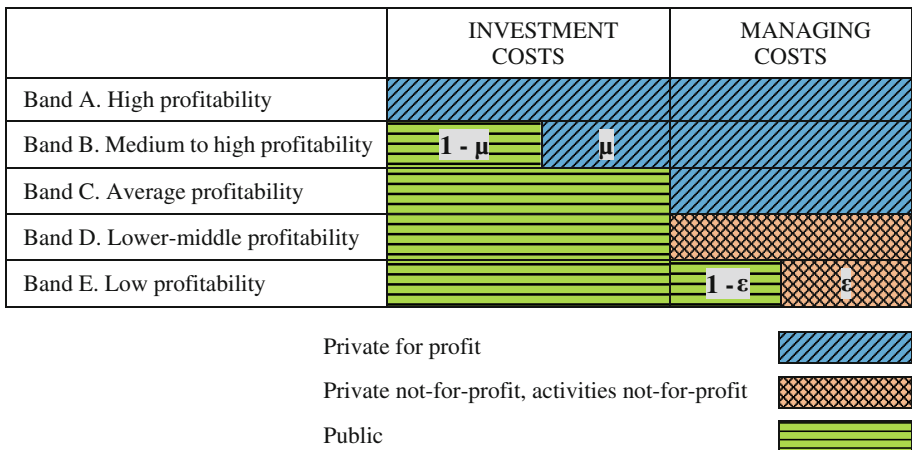 INVESTMENT
COSTS
MANAGING
COSTS
Band A. High profitability
Band B. Medium to high profitability
1 - μ
μ
Band C. Average profitability
Band D. Lower-middle profitability
Band E. Low profitability
1 - ε
ε
Private for profit
Private not-for-profit, activities not-for-profit
Public